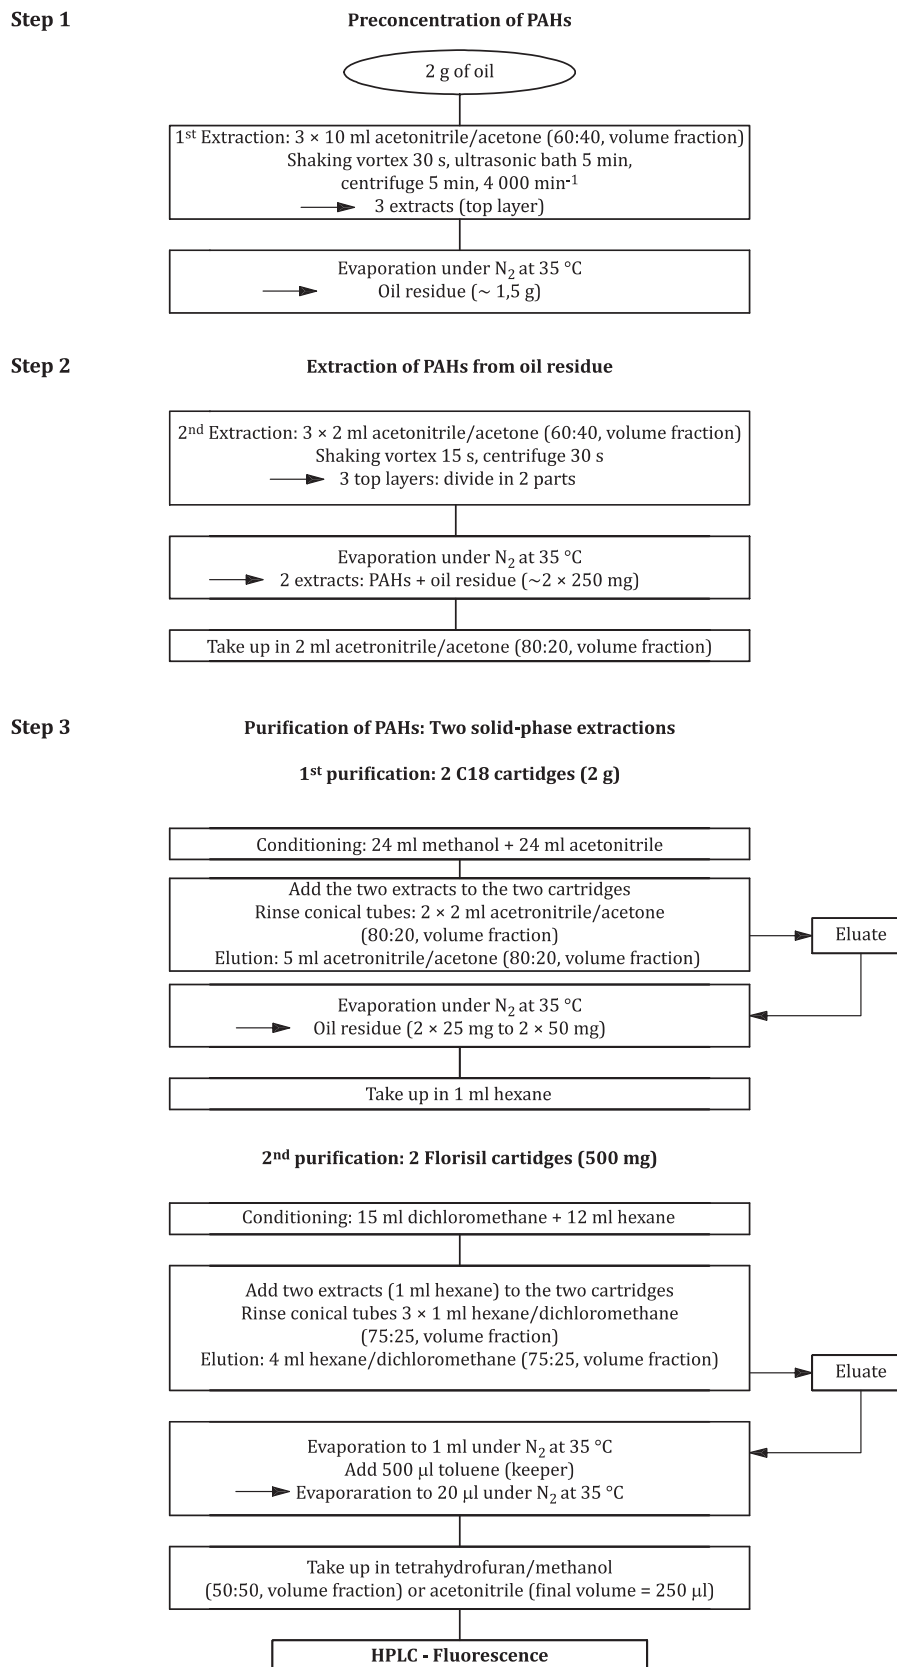 Step 1
Preconcentration of PAHs
2 g of oil
1st Extraction: 3 × 10 ml acetonitrile/acetone (60:40, volume fraction)
Shaking vortex 30 s, ultrasonic bath 5 min,
centrifuge 5 min, 4 000 min-1
3 extracts (top layer)
Evaporation under N2 at 35 °C
Oil residue (~ 1,5 g)
Step 2
Extraction of PAHs from oil residue
2nd Extraction: 3 × 2 ml acetonitrile/acetone (60:40, volume fraction)
Shaking vortex 15 s, centrifuge 30 s
3 top layers: divide in 2 parts
Evaporation under N2 at 35 °C
2 extracts: PAHs + oil residue (~2 × 250 mg)
Take up in 2 ml acetronitrile/acetone (80:20, volume fraction)
Step 3
Purification of PAHs: Two solid-phase extractions
1st purification: 2 C18 cartidges (2 g)
Conditioning: 24 ml methanol + 24 ml acetonitrile
Add the two extracts to the two cartridges
Rinse conical tubes: 2 × 2 ml acetronitrile/acetone
(80:20, volume fraction)
Elution: 5 ml acetronitrile/acetone (80:20, volume fraction)
Eluate
Evaporation under N2 at 35 °C
Oil residue (2 × 25 mg to 2 × 50 mg)
Take up in 1 ml hexane
2nd purification: 2 Florisil cartidges (500 mg)
Conditioning: 15 ml dichloromethane + 12 ml hexane
Add two extracts (1 ml hexane) to the two cartridges
Rinse conical tubes 3 × 1 ml hexane/dichloromethane
(75:25, volume fraction)
Elution: 4 ml hexane/dichloromethane (75:25, volume fraction)
Eluate
Evaporation to 1 ml under N2 at 35 °C
Add 500 µl toluene (keeper)
Evaporaration to 20 µl under N2 at 35 °C
Take up in tetrahydrofuran/methanol
(50:50, volume fraction) or acetonitrile (final volume = 250 µl)
HPLC - Fluorescence